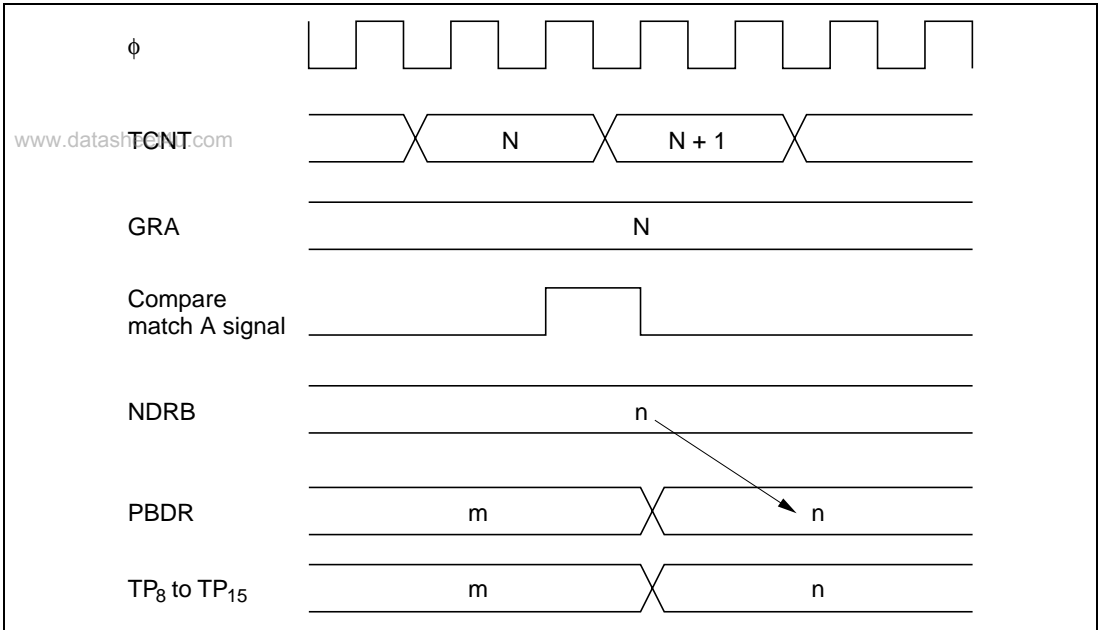 ϕ
www.datasheet4u.com
TCNT
N
N + 1
GRA
N
Compare
match A signal
NDRB
n
PBDR
m
n
TP8 to TP15
m
n